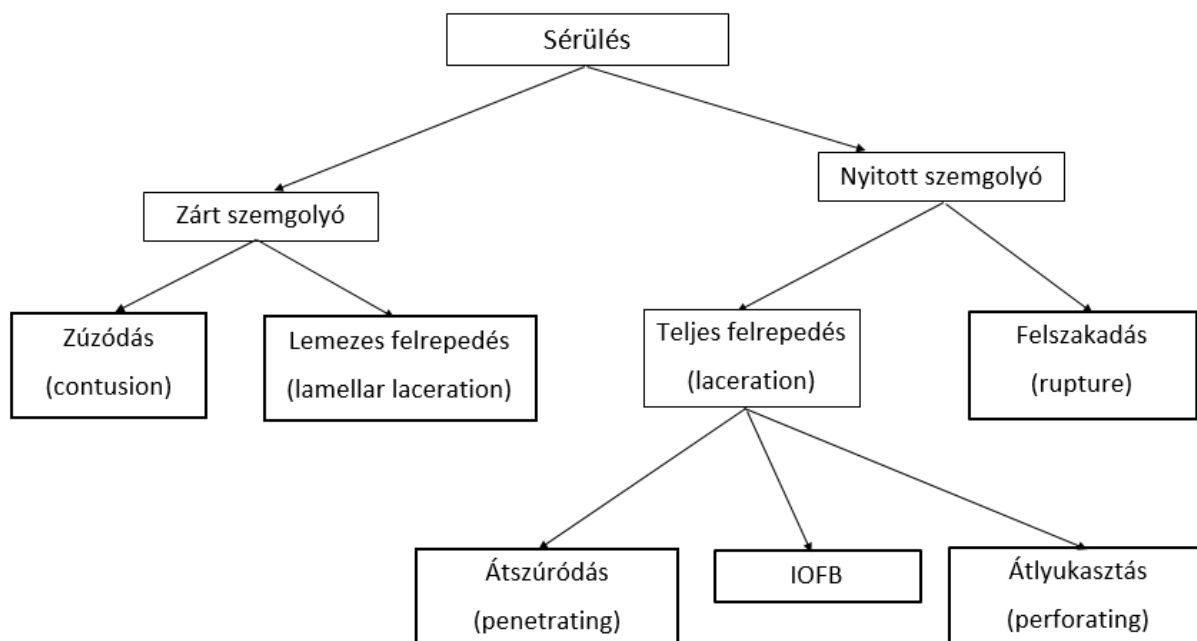 Sérülés
Zárt szemgolyó
Nyitott szemgolyó
Zúzódás
(contusion)
Lemezes felrepedés
(lamellar laceration)
Teljes felrepedés
(laceration)
Felszakadás
(rupture)
Átszúródás
(penetrating)
IOFB
Átlyukasztás
(perforating)